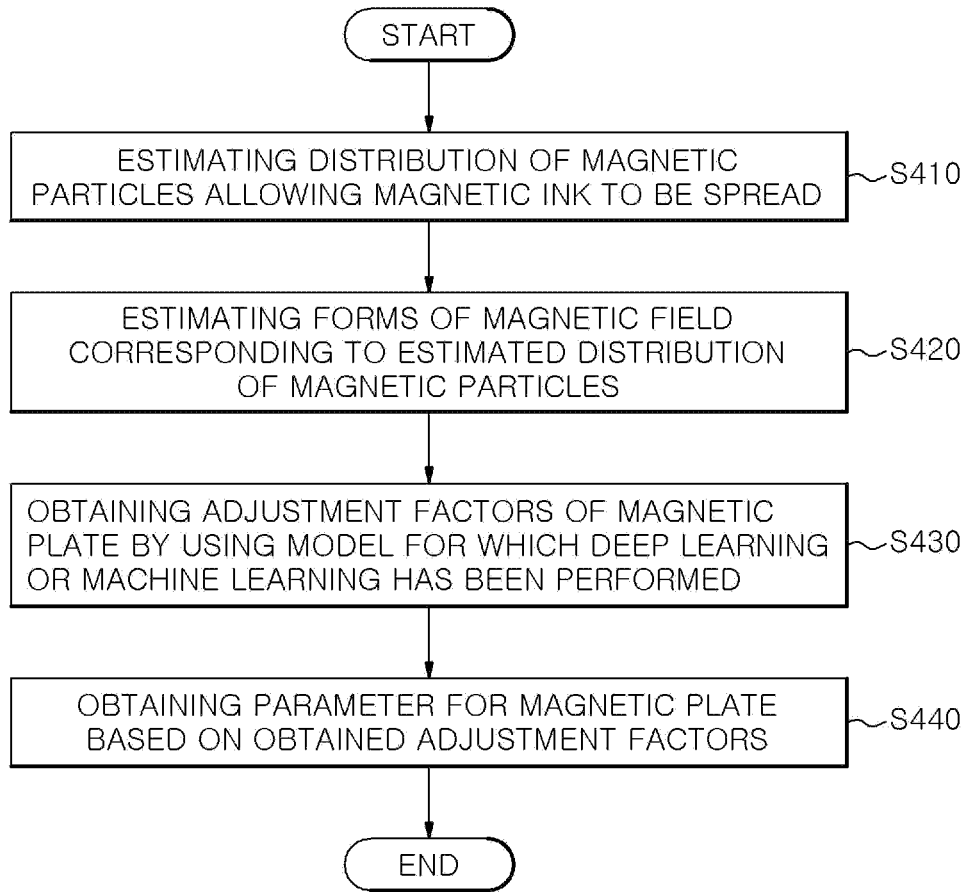 START
ESTIMATING DISTRIBUTION OF MAGNETIC
PARTICLES ALLOWING MAGNETIC INK TO BE SPREAD
S410
ESTIMATING FORMS OF MAGNETIC FIELD
CORRESPONDING TO ESTIMATED DISTRIBUTION
OF MAGNETIC PARTICLES
S420
OBTAINING ADJUSTMENT FACTORS OF MAGNETIC
PLATE BY USING MODEL FOR WHICH DEEP LEARNING
OR MACHINE LEARNING HAS BEEN PERFORMED
S430
OBTAINING PARAMETER FOR MAGNETIC PLATE
BASED ON OBTAINED ADJUSTMENT FACTORS
S440
END